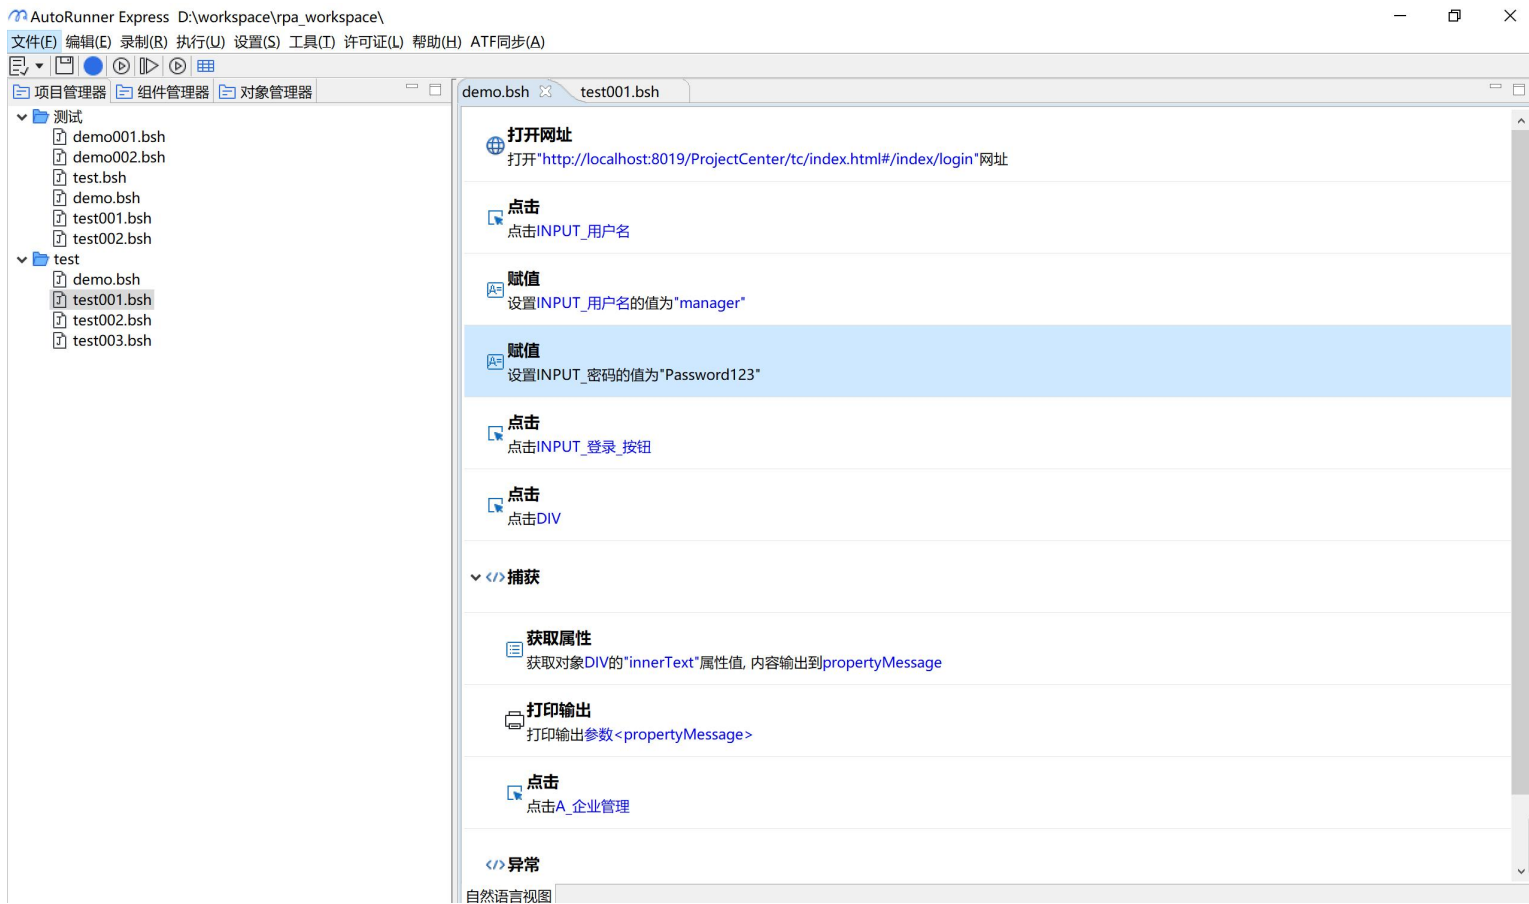 AutoRunner Express D:\workspace\rpa_workspace\
文件(F) 编辑(E) 录制(R) 执行(U) 设置(S) 工具(T) 许可证(L) 帮助(H) ATF同步(A)
项目管理器 组件管理器 对象管理器
测试
demo001.bsh
demo002.bsh
test.bsh
demo.bsh
test001.bsh
test002.bsh
test
demo.bsh
test001.bsh
test002.bsh
test003.bsh
demo.bsh test001.bsh
打开网址
打开"http://localhost:8019/ProjectCenter/tc/index.html#/index/login"网址
点击
点击INPUT_用户名
赋值
设置INPUT_用户名的值为"manager"
赋值
设置INPUT_密码的值为"Password123"
点击
点击INPUT_登录_按钮
点击
点击DIV
捕获
获取属性
获取对象DIV的"innerText"属性值, 内容输出到propertyMessage
打印输出
打印输出参数<propertyMessage>
点击
点击A_企业管理
异常
自然语言视图